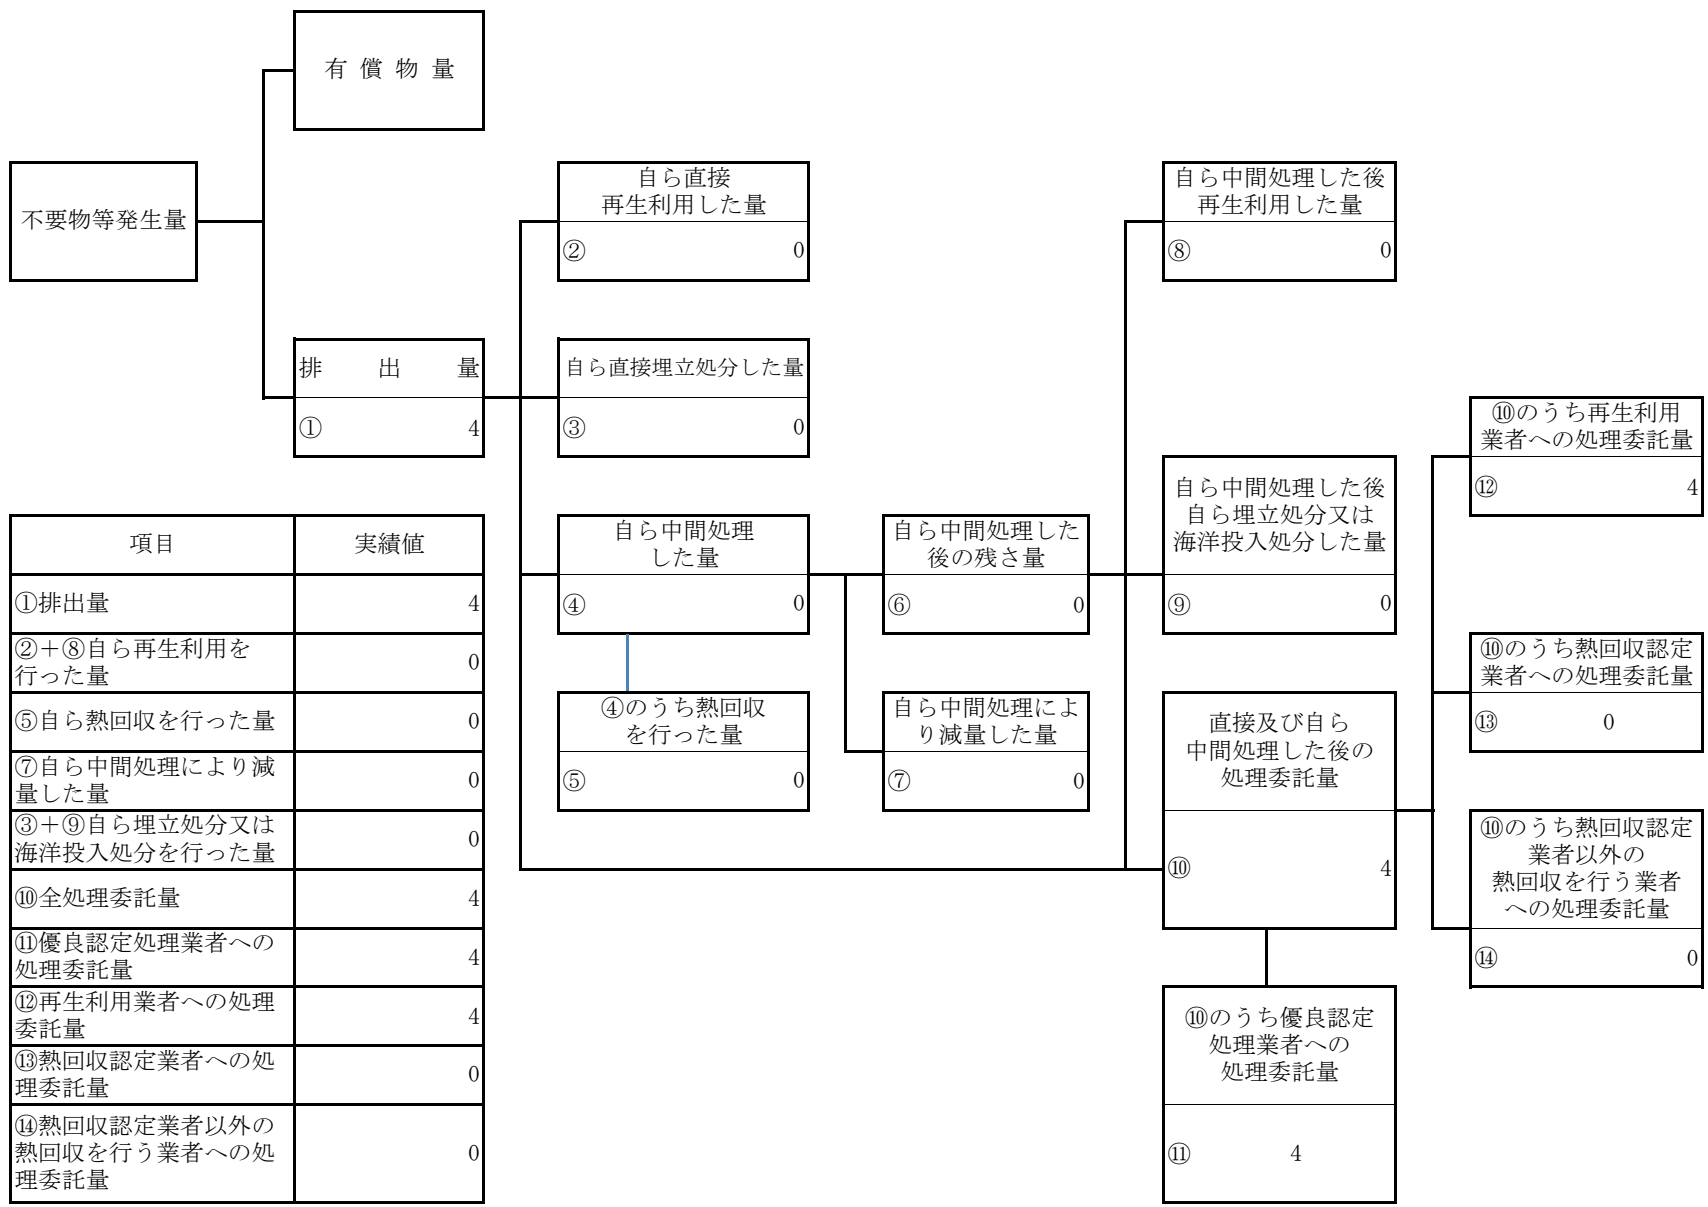 有償物量
不要物等発生量
排出量
① 4
自ら直接
再生利用した量
② 0
自ら直接埋立処分した量
③ 0
自ら中間処理
した量
④ 0
④のうち熱回収
を行った量
⑤ 0
自ら中間処理した
後の残さ量
⑥ 0
自ら中間処理によ
り減量した量
⑦ 0
自ら中間処理した後
再生利用した量
⑧ 0
自ら中間処理した後
自ら埋立処分又は
海洋投入処分した量
⑨ 0
直接及び自ら
中間処理した後の
処理委託量
⑩ 4
⑩のうち優良認定
処理業者への
処理委託量
⑪ 4
⑩のうち再生利用
業者への処理委託量
⑫ 4
⑩のうち熱回収認定
業者への処理委託量
⑬ 0
⑩のうち熱回収認定
業者以外の
熱回収を行う業者
への処理委託量
⑭ 0
項目 実績値
①排出量 4
②＋⑧自ら再生利用を
行った量 0
⑤自ら熱回収を行った量 0
⑦自ら中間処理により減
量した量 0
③＋⑨自ら埋立処分又は
海洋投入処分を行った量 0
⑩全処理委託量 4
⑪優良認定処理業者への
処理委託量 4
⑫再生利用業者への処理
委託量 4
⑬熱回収認定業者への処
理委託量 0
⑭熱回収認定業者以外の
熱回収を行う業者への処 0
理委託量